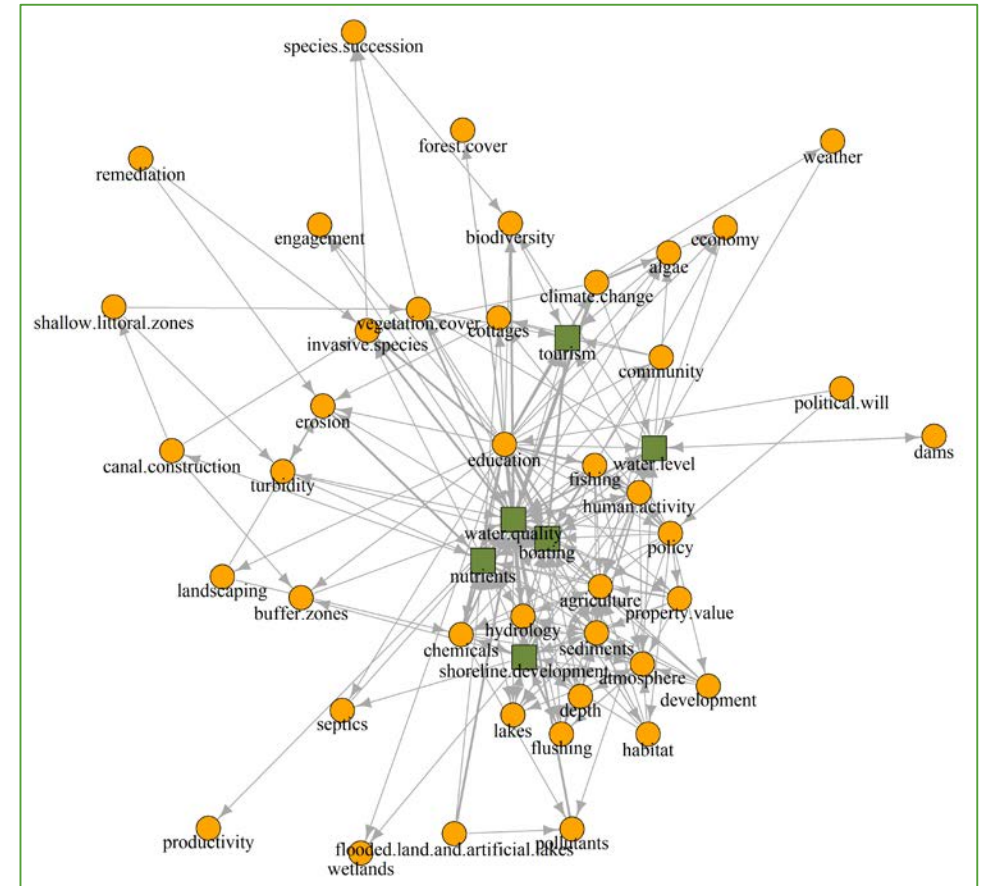 species.succession
forest.cover
weather
remediation
engagement
biodiversity
economy
algae
climate.change
shallow.littoral.zones
vegetation.cover
cottages
invasive.species
tourism
community
political.will
erosion
dams
education
water.level
canal.construction
fishing
turbidity
human.activity
water.quality
boating
policy
nutrients
landscaping
agriculture
buffer.zones
property.value
hydrology
chemicals
sediments
shoreline.development
atmosphere
development
depth
septics
lakes
flushing
habitat
productivity
flooded.land.and.artificial.lakes
pollutants
wetlands